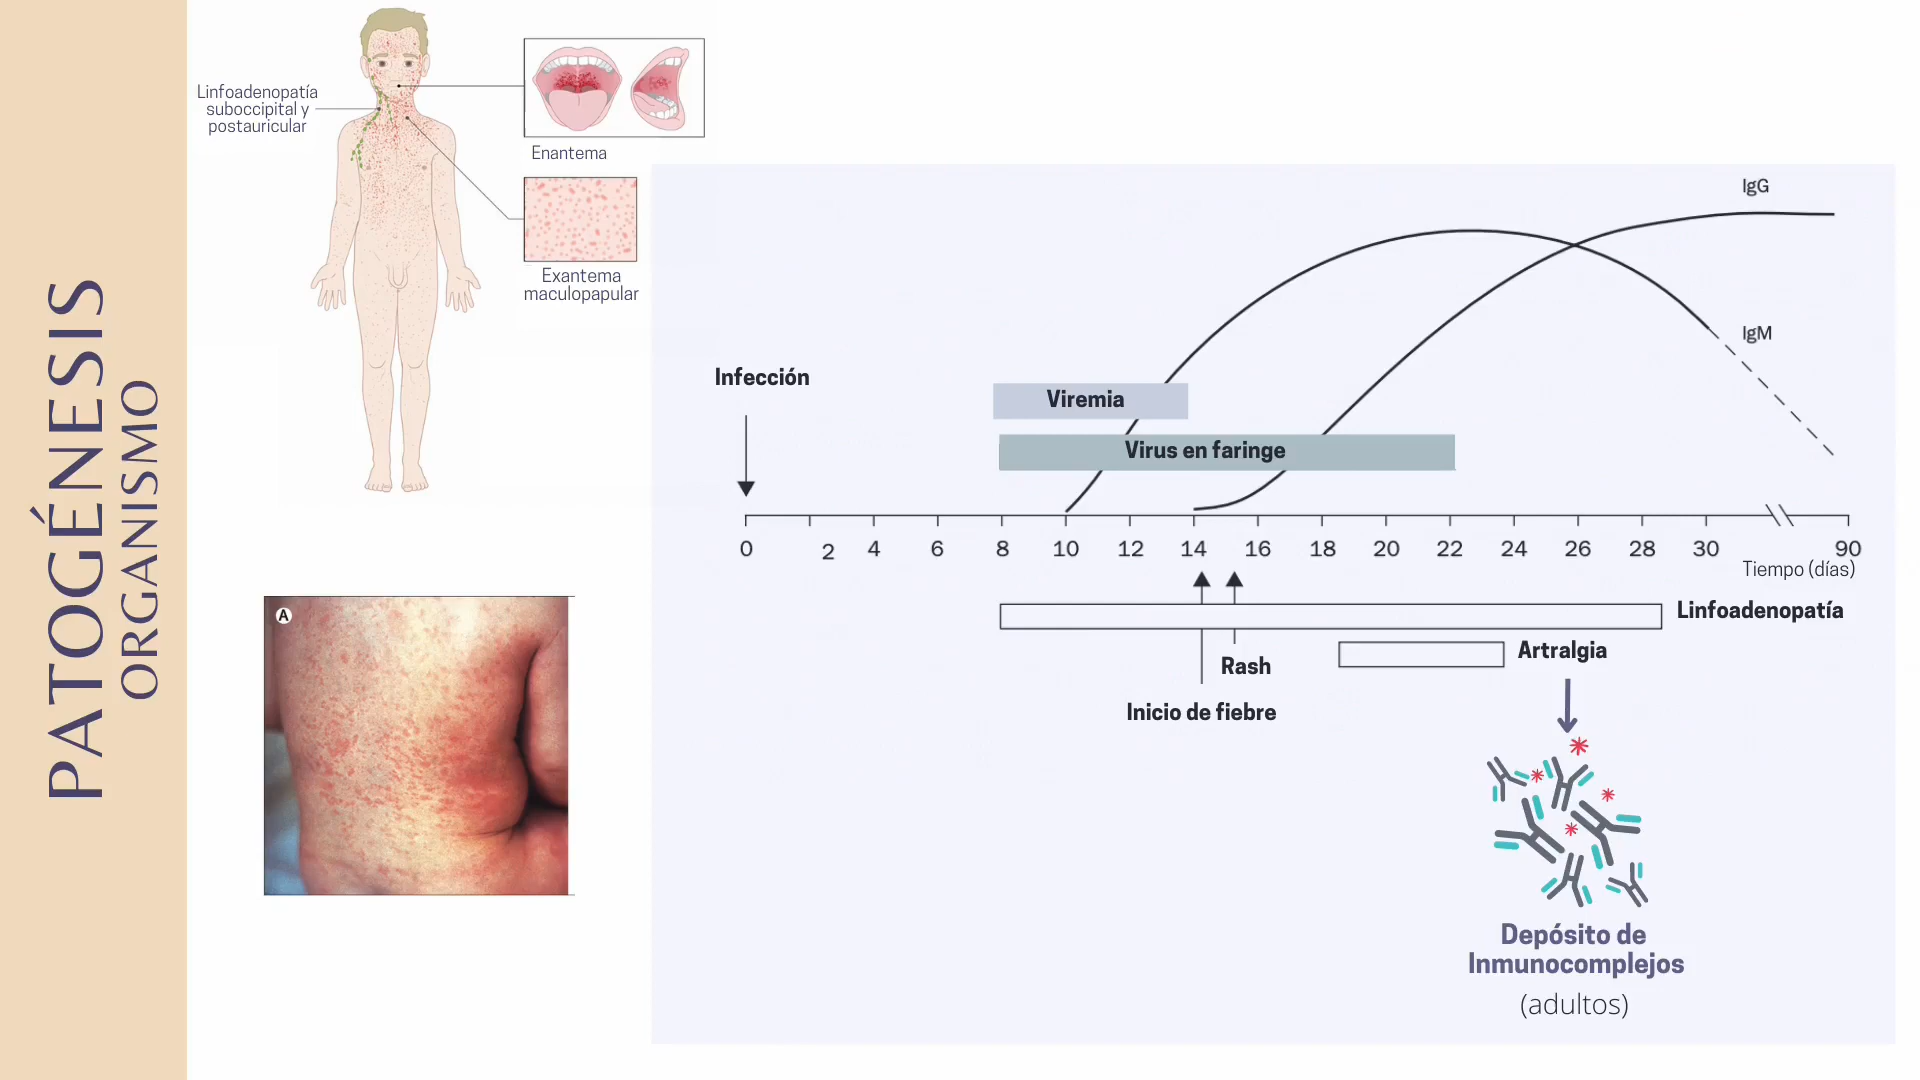 PATOGÉNESIS
ORGANISMO
Linfoadenopatía
suboccipital y
postauricular
Enantema
Exantema
maculopapular
A
IgG
IgM
Infección
Viremia
Virus en faringe
0 2 4 6 8 10 12 14 16 18 20 22 24 26 28 30 90
Tiempo (días)
Linfoadenopatía
Artralgia
Rash
Inicio de fiebre
Depósito de
Inmunocomplejos
(adultos)